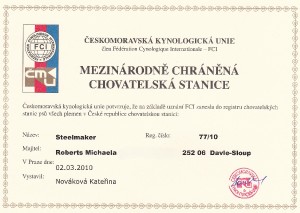 FCI
ČMKU
ČESKOMORAVSKÁ KYNOLOGICKÁ UNIE
člen Fédération Cynologique Internationale - FCI
MEZINÁRODNĚ CHRÁNĚNÁ
CHOVATELSKÁ STANICE
Českomoravská kynologická unie potvrzuje, že na základě uznání FCI zanesla do registru chovatelských
stanic psů všech plemen v České republice chovatelskou stanici:
Název: Steelmaker Reg. číslo: 77/10
Majitel: Roberts Michaela 252 06 Davle-Sloup
V Praze dne: 02.03.2010
Vystavil: Nováková Kateřina